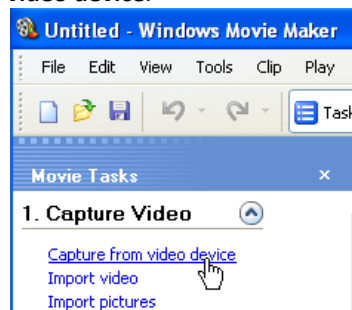 video device.
Untitled - Windows Movie Maker
File Edit View Tools Clip Play
Movie Tasks
1. Capture Video
Capture from video device
Import video
Import pictures